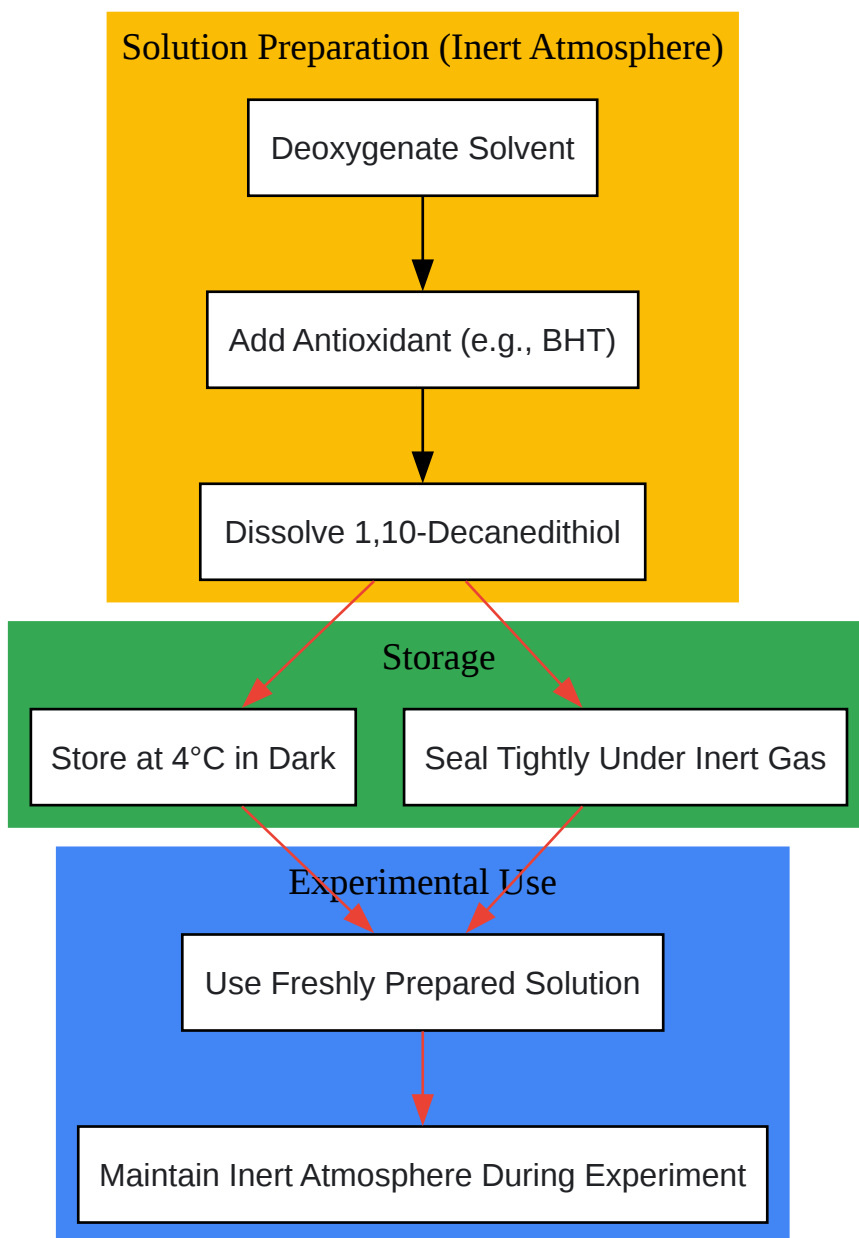 Solution Preparation (Inert Atmosphere)
Deoxygenate Solvent
Add Antioxidant (e.g., BHT)
Dissolve 1,10-Decanedithiol
Storage
Store at 4°C in Dark
Seal Tightly Under Inert Gas
Experimental Use
Use Freshly Prepared Solution
Maintain Inert Atmosphere During Experiment